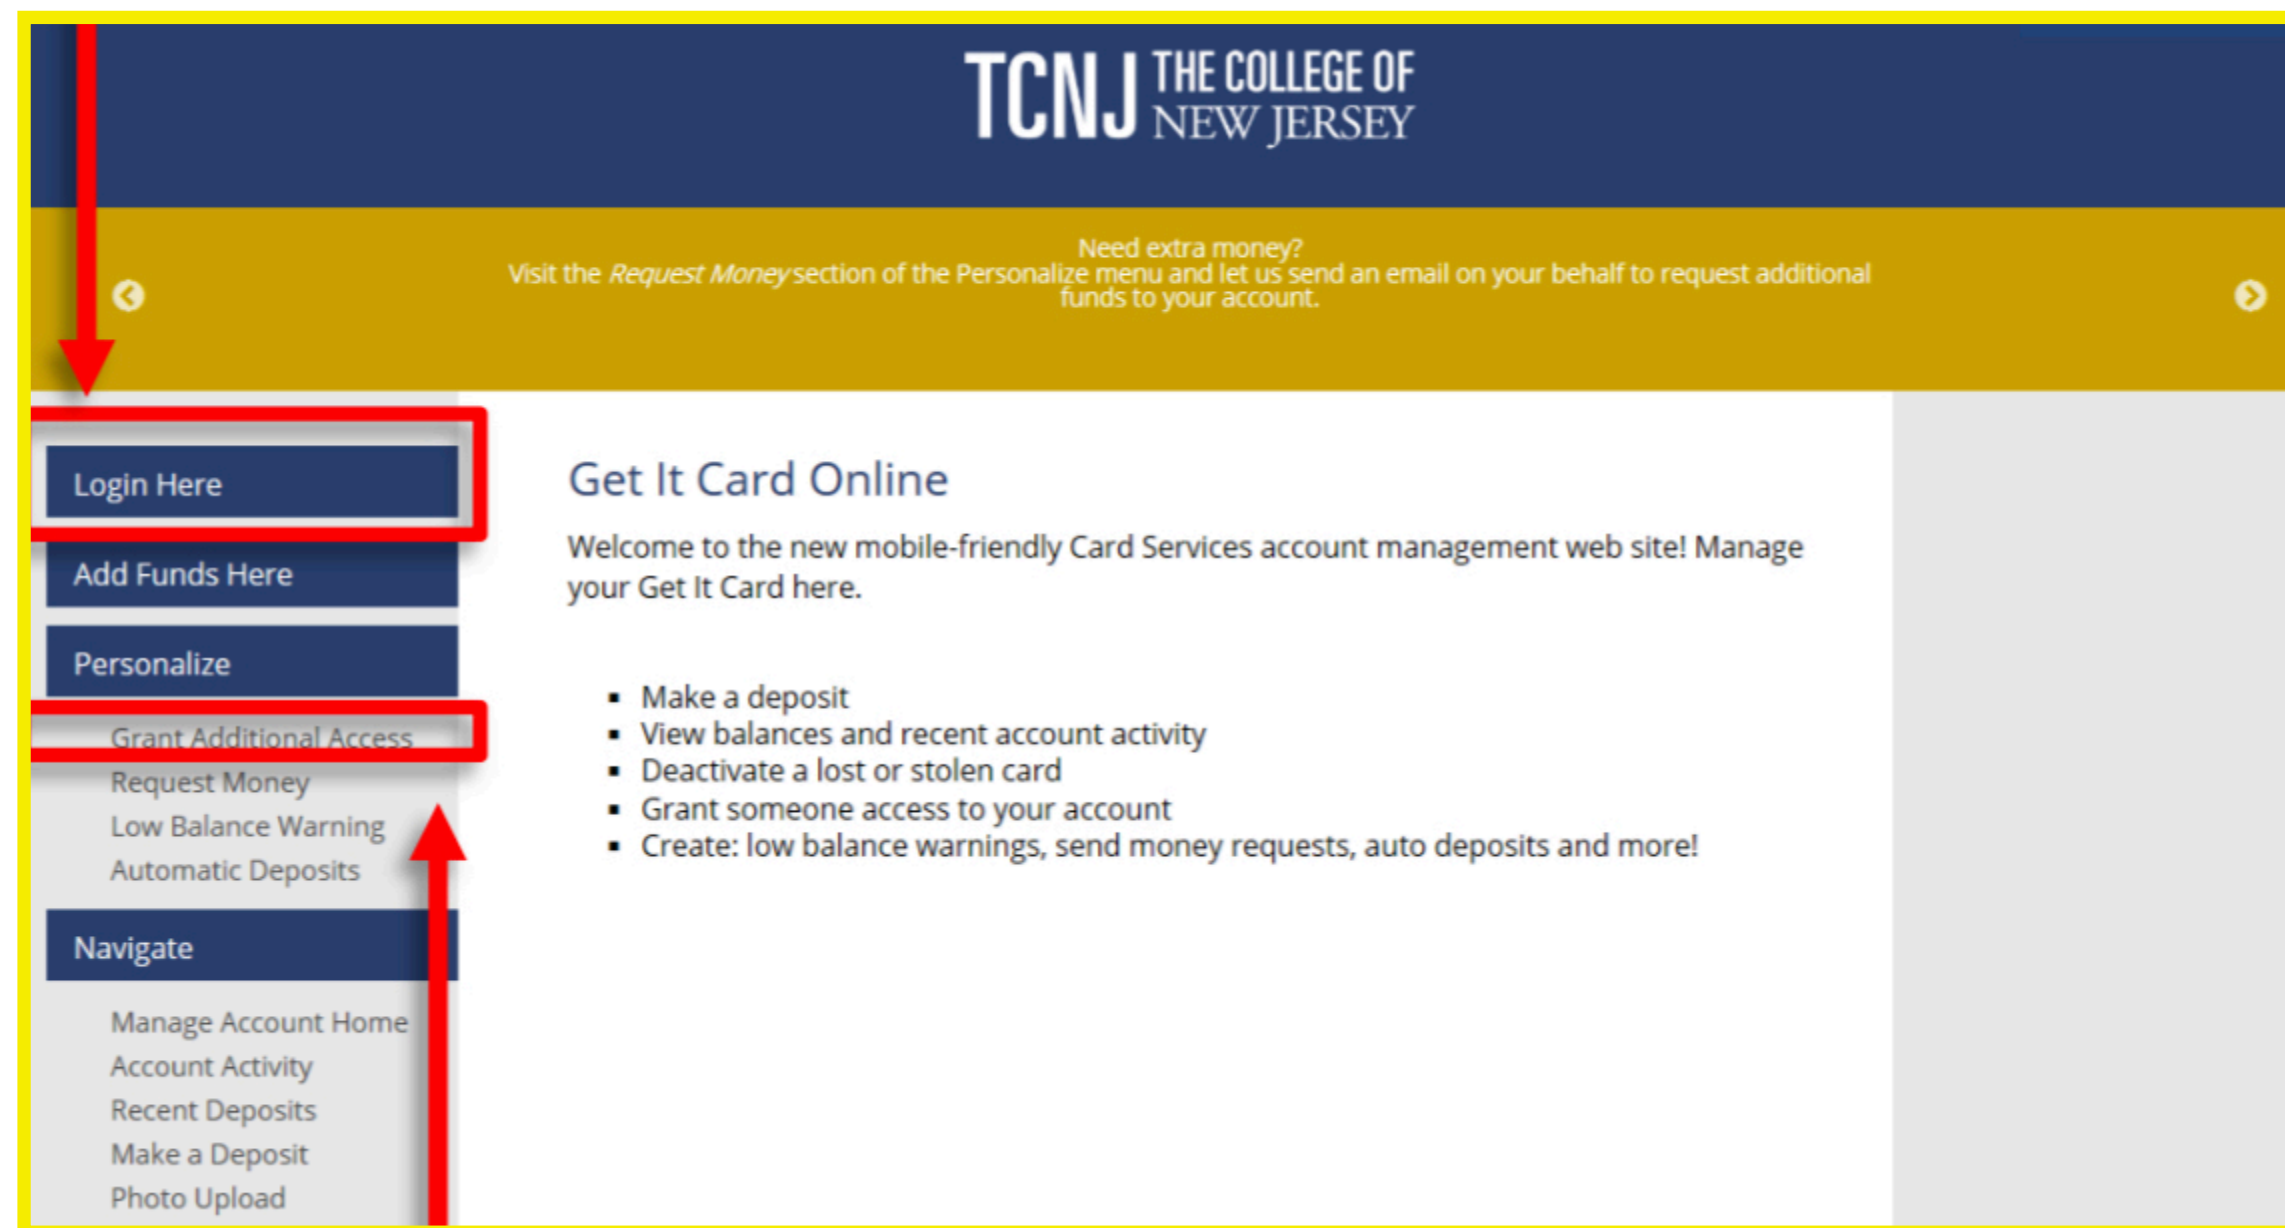 TCNJ THE COLLEGE OF
NEW JERSEY
Need extra money?
Visit the Request Money section of the Personalize menu and let us send an email on your behalf to request additional
funds to your account.
Login Here
Add Funds Here
Personalize
Grant Additional Access
Request Money
Low Balance Warning
Automatic Deposits
Navigate
Manage Account Home
Account Activity
Recent Deposits
Make a Deposit
Photo Upload
Get It Card Online
Welcome to the new mobile-friendly Card Services account management web site! Manage
your Get It Card here.
▪ Make a deposit
▪ View balances and recent account activity
▪ Deactivate a lost or stolen card
▪ Grant someone access to your account
▪ Create: low balance warnings, send money requests, auto deposits and more!